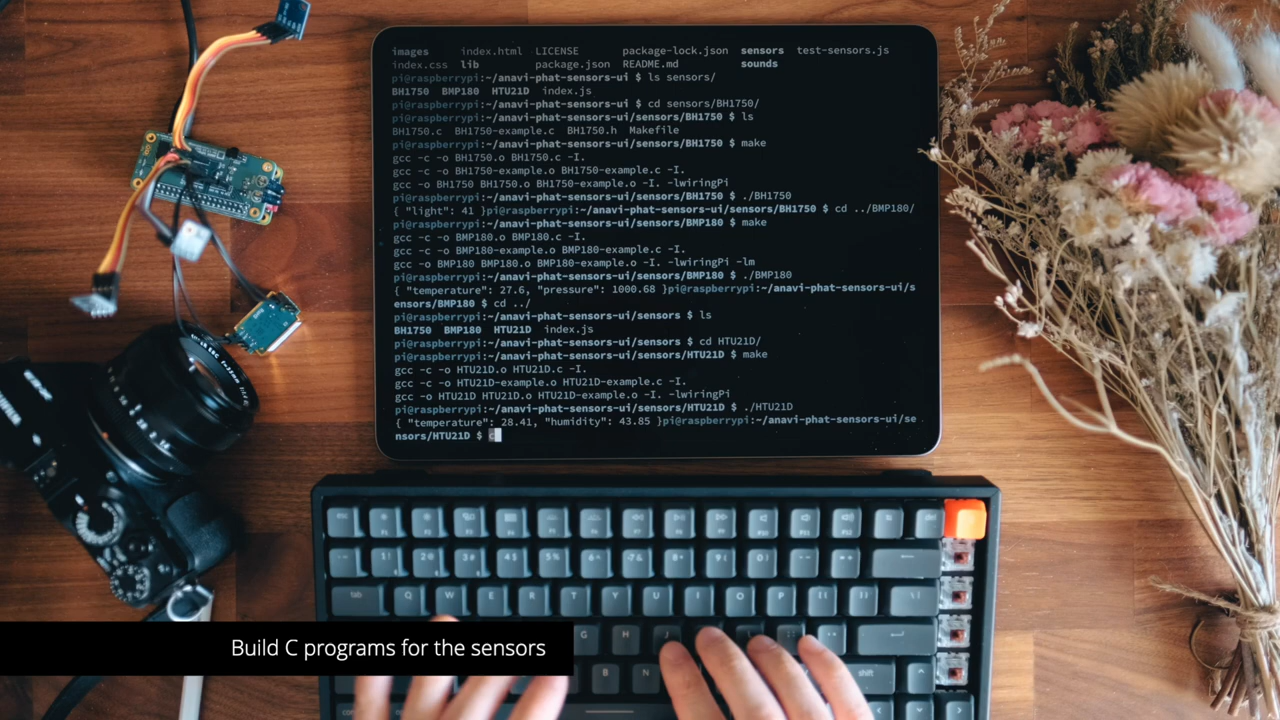 images index.html LICENSE package-lock.json sensors test-sensors.js
index.css lib package.json README.md sounds
pi@raspberrypi:~/anavi-phat-sensors-ui $ ls sensors/
BH1750 BMP180 HTU21D index.js
pi@raspberrypi:~/anavi-phat-sensors-ui $ cd sensors/BH1750/
pi@raspberrypi:~/anavi-phat-sensors-ui/sensors/BH1750 $ ls
BH1750.c BH1750-example.c BH1750.h Makefile
pi@raspberrypi:~/anavi-phat-sensors-ui/sensors/BH1750 $ make
gcc -c -o BH1750.o BH1750.c -I.
gcc -c -o BH1750-example.o BH1750-example.c -I.
gcc -o BH1750 BH1750.o BH1750-example.o -I. -lwiringPi
pi@raspberrypi:~/anavi-phat-sensors-ui/sensors/BH1750 $ ./BH1750
{ "light": 41 }pi@raspberrypi:~/anavi-phat-sensors-ui/sensors/BH1750 $ cd ../BMP180/
pi@raspberrypi:~/anavi-phat-sensors-ui/sensors/BMP180 $ make
gcc -c -o BMP180.o BMP180.c -I.
gcc -c -o BMP180-example.o BMP180-example.c -I.
gcc -o BMP180 BMP180.o BMP180-example.o -I. -lwiringPi -lm
pi@raspberrypi:~/anavi-phat-sensors-ui/sensors/BMP180 $ ./BMP180
{ "temperature": 27.6, "pressure": 1000.68 }pi@raspberrypi:~/anavi-phat-sensors-ui/s
ensors/BMP180 $ cd ../
pi@raspberrypi:~/anavi-phat-sensors-ui/sensors $ ls
BH1750 BMP180 HTU21D index.js
pi@raspberrypi:~/anavi-phat-sensors-ui/sensors $ cd HTU21D/
pi@raspberrypi:~/anavi-phat-sensors-ui/sensors/HTU21D $ make
gcc -c -o HTU21D.o HTU21D.c -I.
gcc -c -o HTU21D-example.o HTU21D-example.c -I.
gcc -o HTU21D HTU21D.o HTU21D-example.o -I. -lwiringPi
pi@raspberrypi:~/anavi-phat-sensors-ui/sensors/HTU21D $ ./HTU21D
{ "temperature": 28.41, "humidity": 43.85 }pi@raspberrypi:~/anavi-phat-sensors-ui/se
nsors/HTU21D $
tab Q W E R T Y U I O P
G H J
B N shift
Build C programs for the sensors